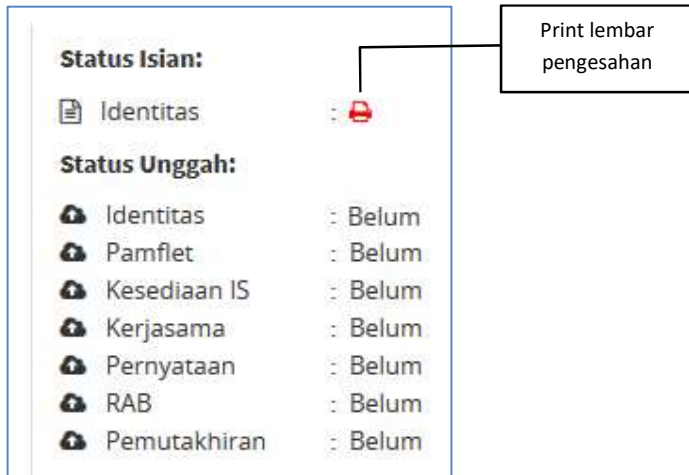 Print lembar
pengesahan
Status Isian:
Identitas :
Status Unggah:
Identitas : Belum
Pamflet : Belum
Kesediaan IS : Belum
Kerjasama : Belum
Pernyataan : Belum
RAB : Belum
Pemutakhiran : Belum